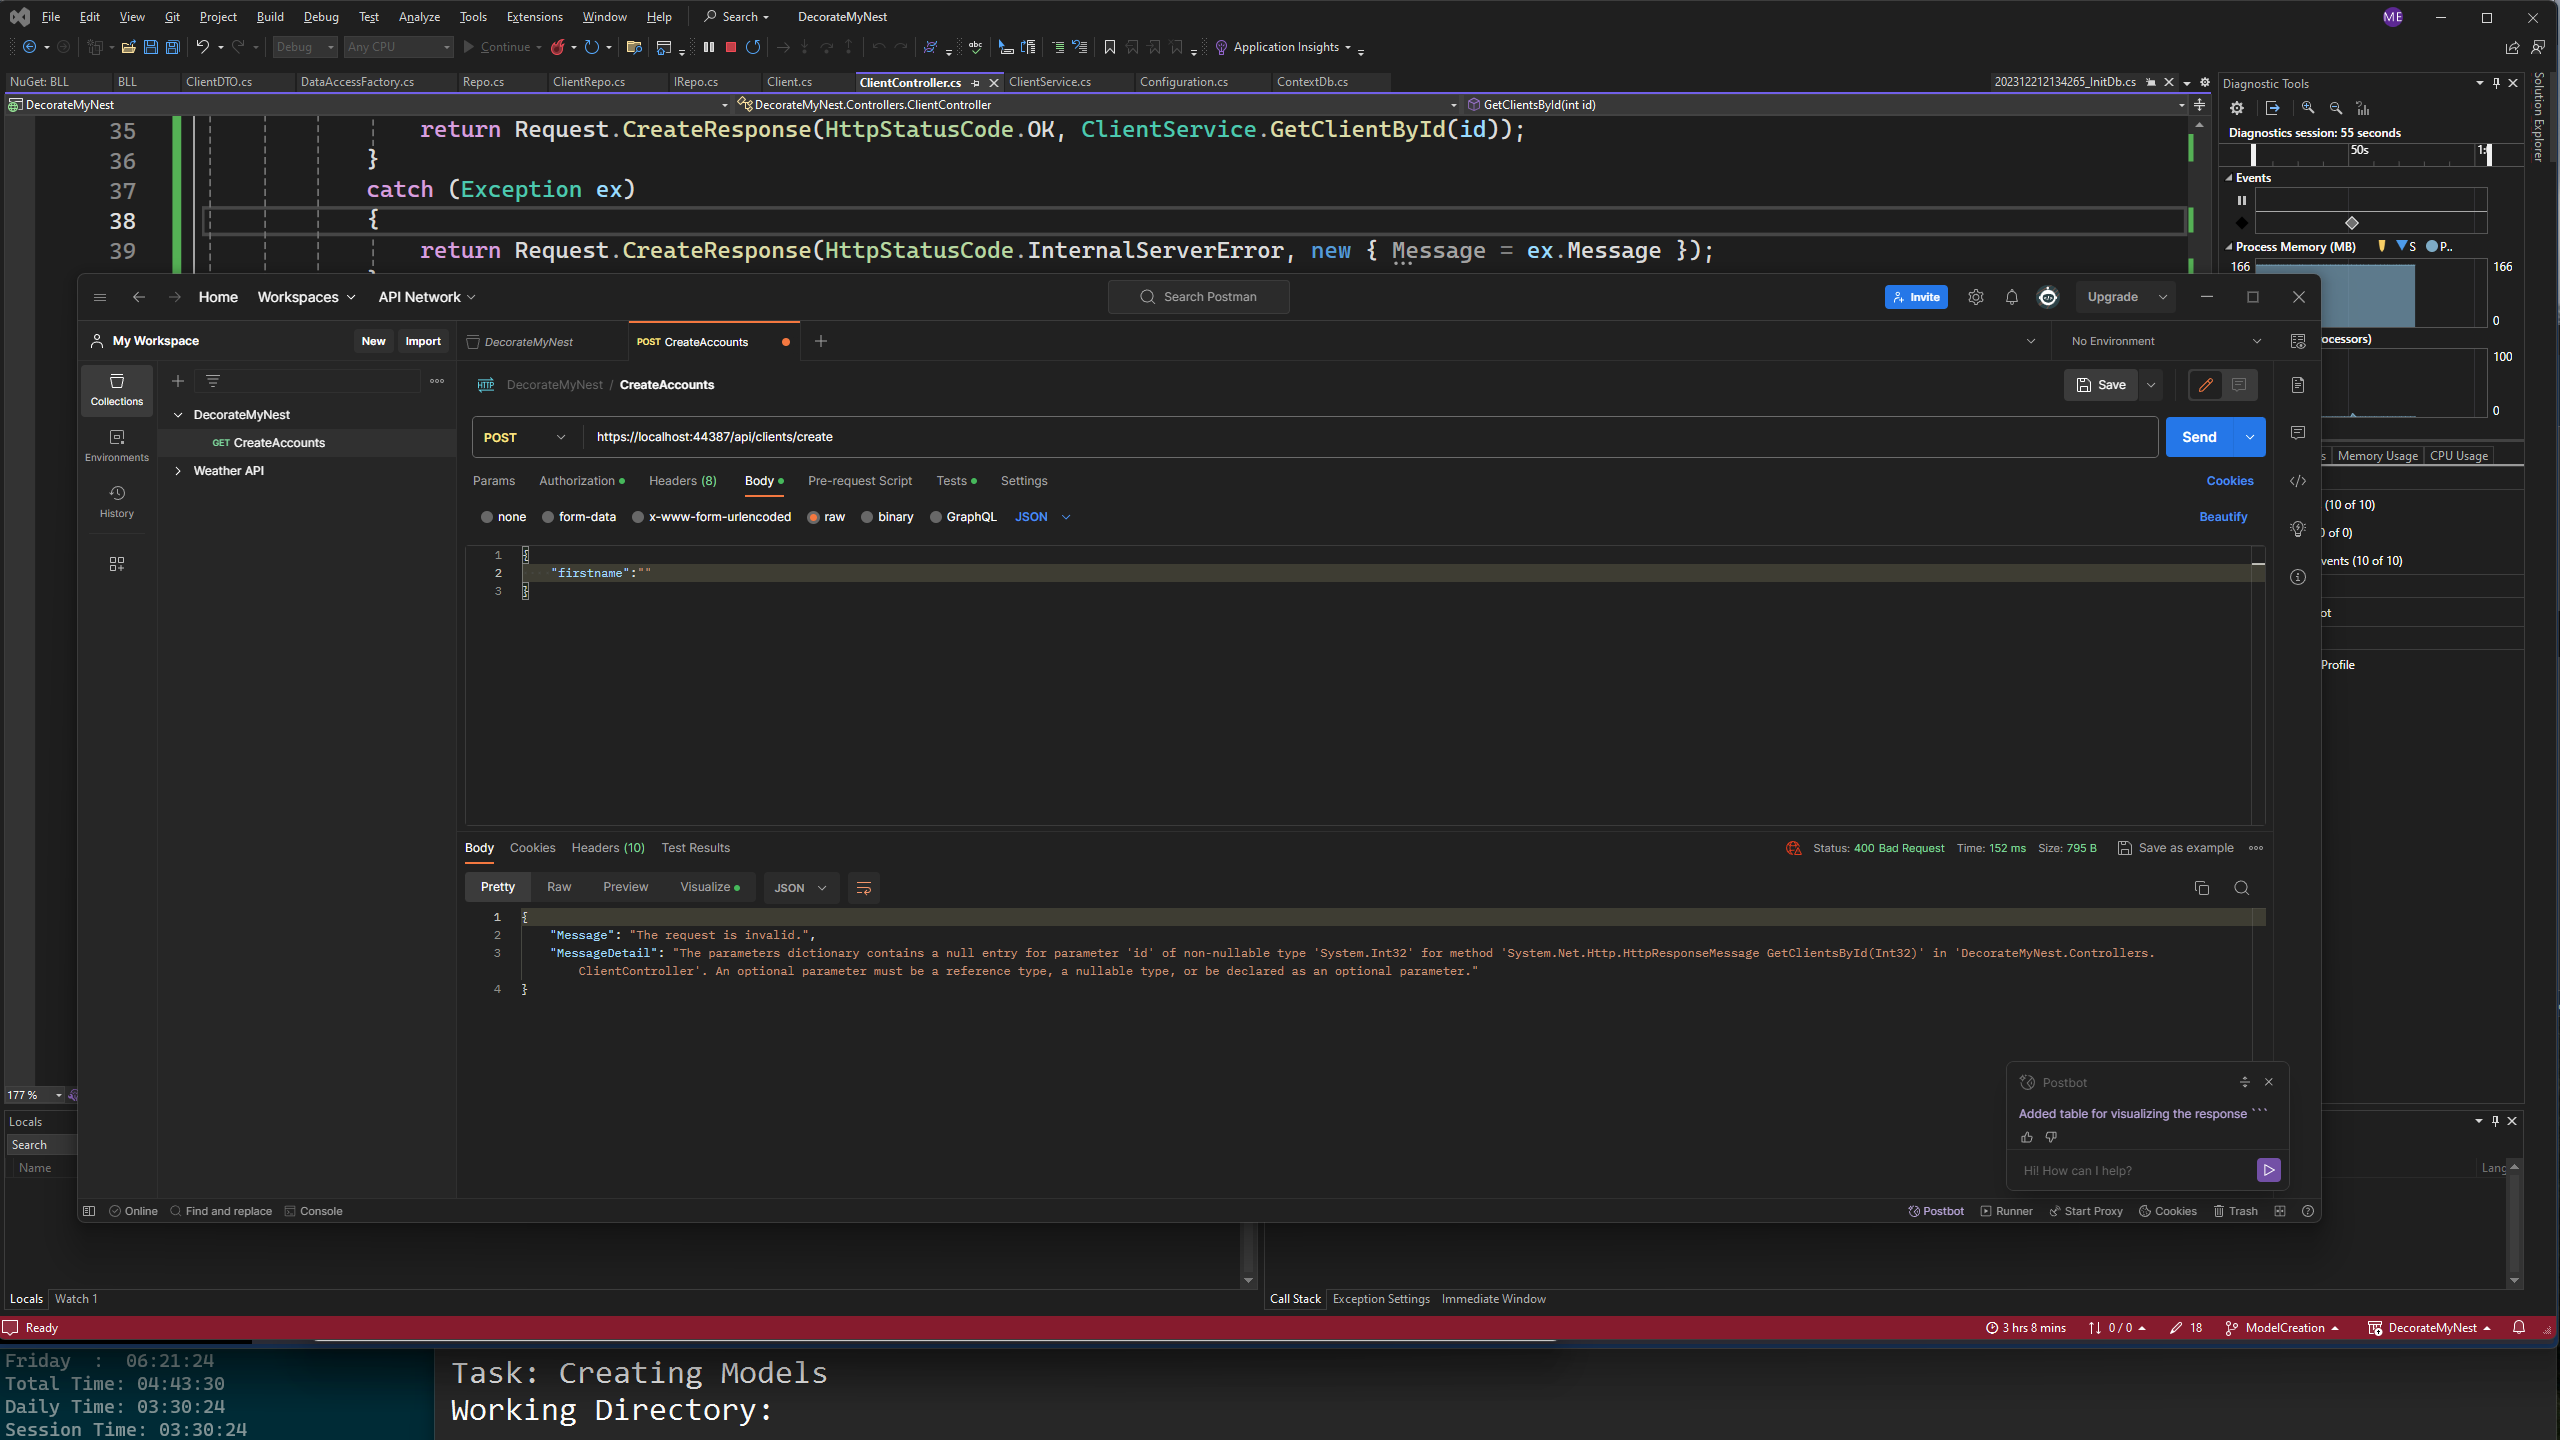 File Edit View Git Project Build Debug Test Analyze Tools Extensions Window Help Search DecorateMyNest ME
Debug Any CPU Continue Application Insights
NuGet: BLL BLL ClientDTO.cs DataAccessFactory.cs Repo.cs ClientRepo.cs IRepo.cs Client.cs ClientController.cs ClientService.cs Configuration.cs ContextDb.cs 202312212134265_InitDb.cs
DecorateMyNest DecorateMyNest.Controllers.ClientController GetClientsById(int id)
35 return Request.CreateResponse(HttpStatusCode.OK, ClientService.GetClientById(id));
36 }
37 catch (Exception ex)
38 {
39 return Request.CreateResponse(HttpStatusCode.InternalServerError, new { Message = ex.Message });
Diagnostic Tools
Solution Explorer
Diagnostics session: 55 seconds
50s 1:
Events
Process Memory (MB) S P..
166 166
0
ocessors)
100
0
s Memory Usage CPU Usage
(10 of 10)
0 of 0)
vents (10 of 10)
ot
Profile
Home Workspaces API Network Search Postman Invite Upgrade
My Workspace New Import DecorateMyNest POST CreateAccounts No Environment
Collections
Environments
History
DecorateMyNest
GET CreateAccounts
Weather API
HTTP DecorateMyNest / CreateAccounts Save
POST https://localhost:44387/api/clients/create Send
Params Authorization Headers (8) Body Pre-request Script Tests Settings Cookies
none form-data x-www-form-urlencoded raw binary GraphQL JSON Beautify
1 {
2 "firstname":""
3 }
Body Cookies Headers (10) Test Results Status: 400 Bad Request Time: 152 ms Size: 795 B Save as example
Pretty Raw Preview Visualize JSON
1 {
2 "Message": "The request is invalid.",
3 "MessageDetail": "The parameters dictionary contains a null entry for parameter 'id' of non-nullable type 'System.Int32' for method 'System.Net.Http.HttpResponseMessage GetClientsById(Int32)' in 'DecorateMyNest.Controllers.
ClientController'. An optional parameter must be a reference type, a nullable type, or be declared as an optional parameter."
4 }
Postbot
Added table for visualizing the response ```
Hi! How can I help?
Online Find and replace Console Postbot Runner Start Proxy Cookies Trash
177 %
Locals
Search
Name
Lang
Locals Watch 1
Call Stack Exception Settings Immediate Window
Ready 3 hrs 8 mins 0 / 0 18 ModelCreation DecorateMyNest
Friday : 06:21:24
Total Time: 04:43:30
Daily Time: 03:30:24
Session Time: 03:30:24
Task: Creating Models
Working Directory: